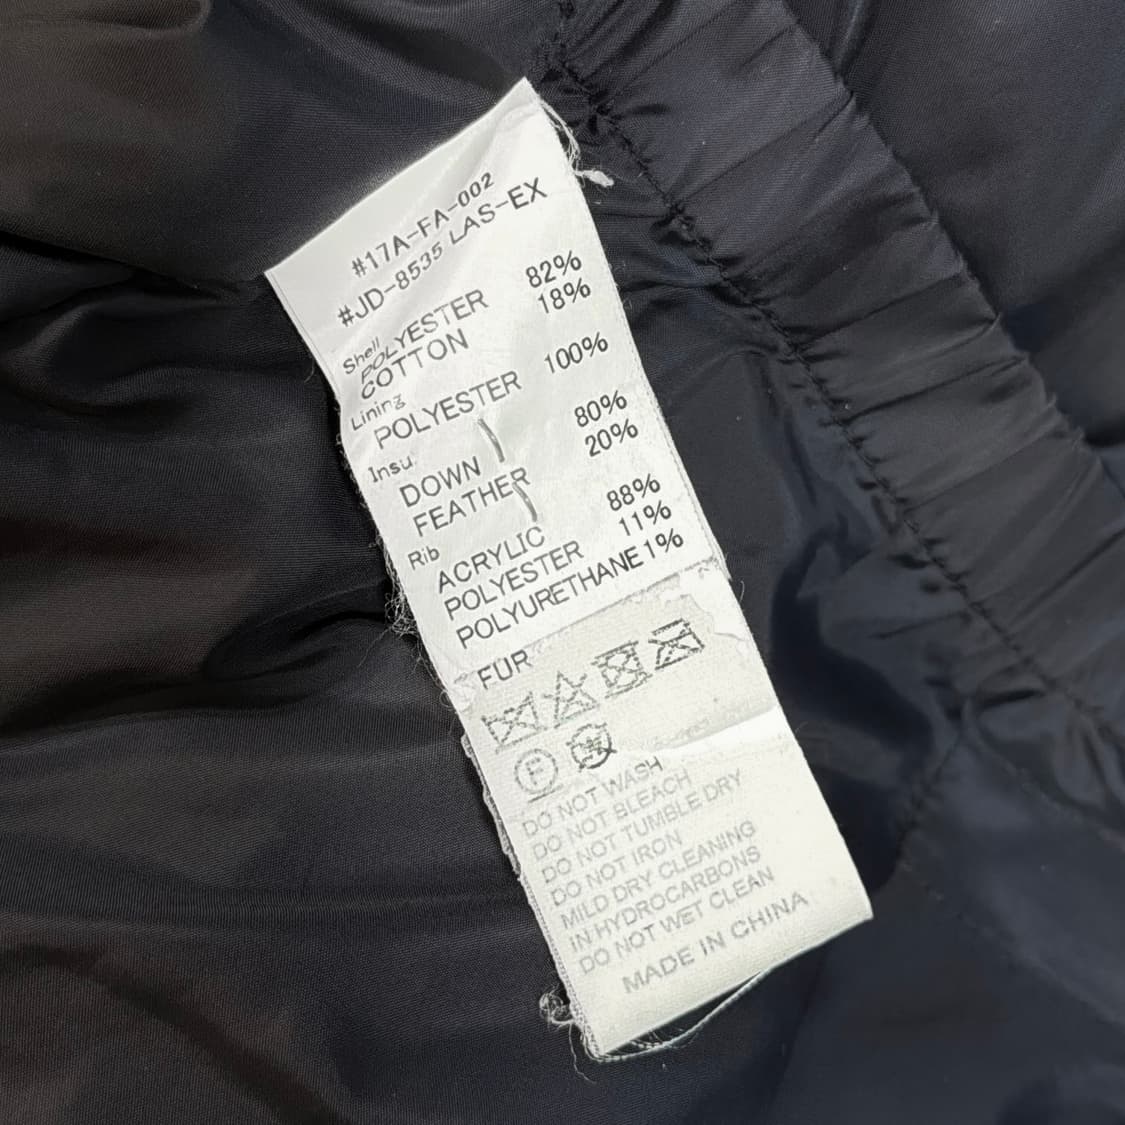 #17A-FA-002
#JD-8535 LAS-EX
Shell
POLYESTER 82%
COTTON 18%
Lining
POLYESTER 100%
Insu.
DOWN 80%
FEATHER 20%
Rib
ACRYLIC 88%
POLYESTER 11%
POLYURETHANE 1%
FUR
F
DO NOT WASH
DO NOT BLEACH
DO NOT TUMBLE DRY
DO NOT IRON
MILD DRY CLEANING
IN HYDROCARBONS
DO NOT WET CLEAN
MADE IN CHINA